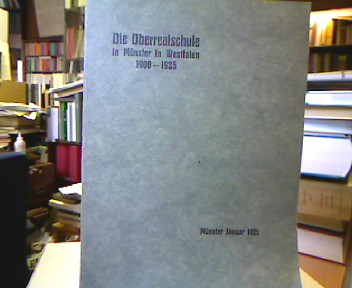 Die Oberrealschule
in Münster in Westfalen
1900 - 1925
Münster Januar 1925